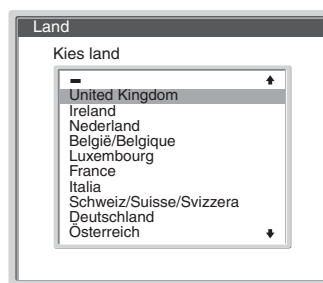 Land
Kies land
-
United Kingdom
Ireland
Nederland
België/Belgique
Luxembourg
France
Italia
Schweiz/Suisse/Svizzera
Deutschland
Österreich